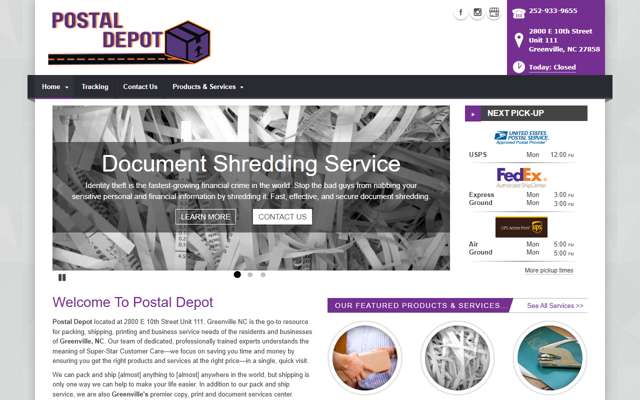 POSTAL
DEPOT
252-933-9655
2800 E 10th Street
Unit 111
Greenville, NC 27858
Today: Closed
Home Tracking Contact Us Products & Services
Document Shredding Service
Identity theft is the fastest-growing financial crime in the world. Stop the bad guys from nabbing your
sensitive personal and financial information by shredding it. Fast, effective, and secure document shredding.
LEARN MORE CONTACT US
NEXT PICK-UP
UNITED STATES
POSTAL SERVICE
Approved Postal Provider
USPS Mon 12:00 PM
FedEx
Authorized ShipCenter
Express Mon 3:00 PM
Ground Mon 3:00 PM
UPS Access Point
ups
Air Mon 5:00 PM
Ground Mon 5:00 PM
More pickup times
Welcome To Postal Depot
Postal Depot located at 2800 E 10th Street Unit 111, Greenville NC is the go-to resource
for packing, shipping, printing and business service needs of the residents and businesses
of Greenville, NC. Our team of dedicated, professionally trained experts understands the
meaning of Super-Star Customer Care—we focus on saving you time and money by
ensuring you get the right products and services at the right price—in a single, quick visit.
We can pack and ship [almost] anything to [almost] anywhere in the world, but shipping is
only one way we can help to make your life easier. In addition to our pack and ship
service, we are also Greenville's premier copy, print and document services center.
OUR FEATURED PRODUCTS & SERVICES...
See All Services >>